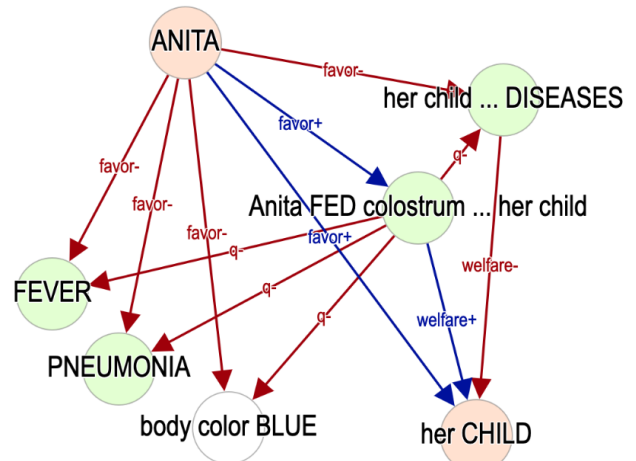 ANITA
favor-
her child ... DISEASES
favor+
q-
favor-
favor-
Anita FED colostrum ... her child
favor-
favor+
q-
welfare-
FEVER
q-
q-
welfare+
PNEUMONIA
body color BLUE
her CHILD